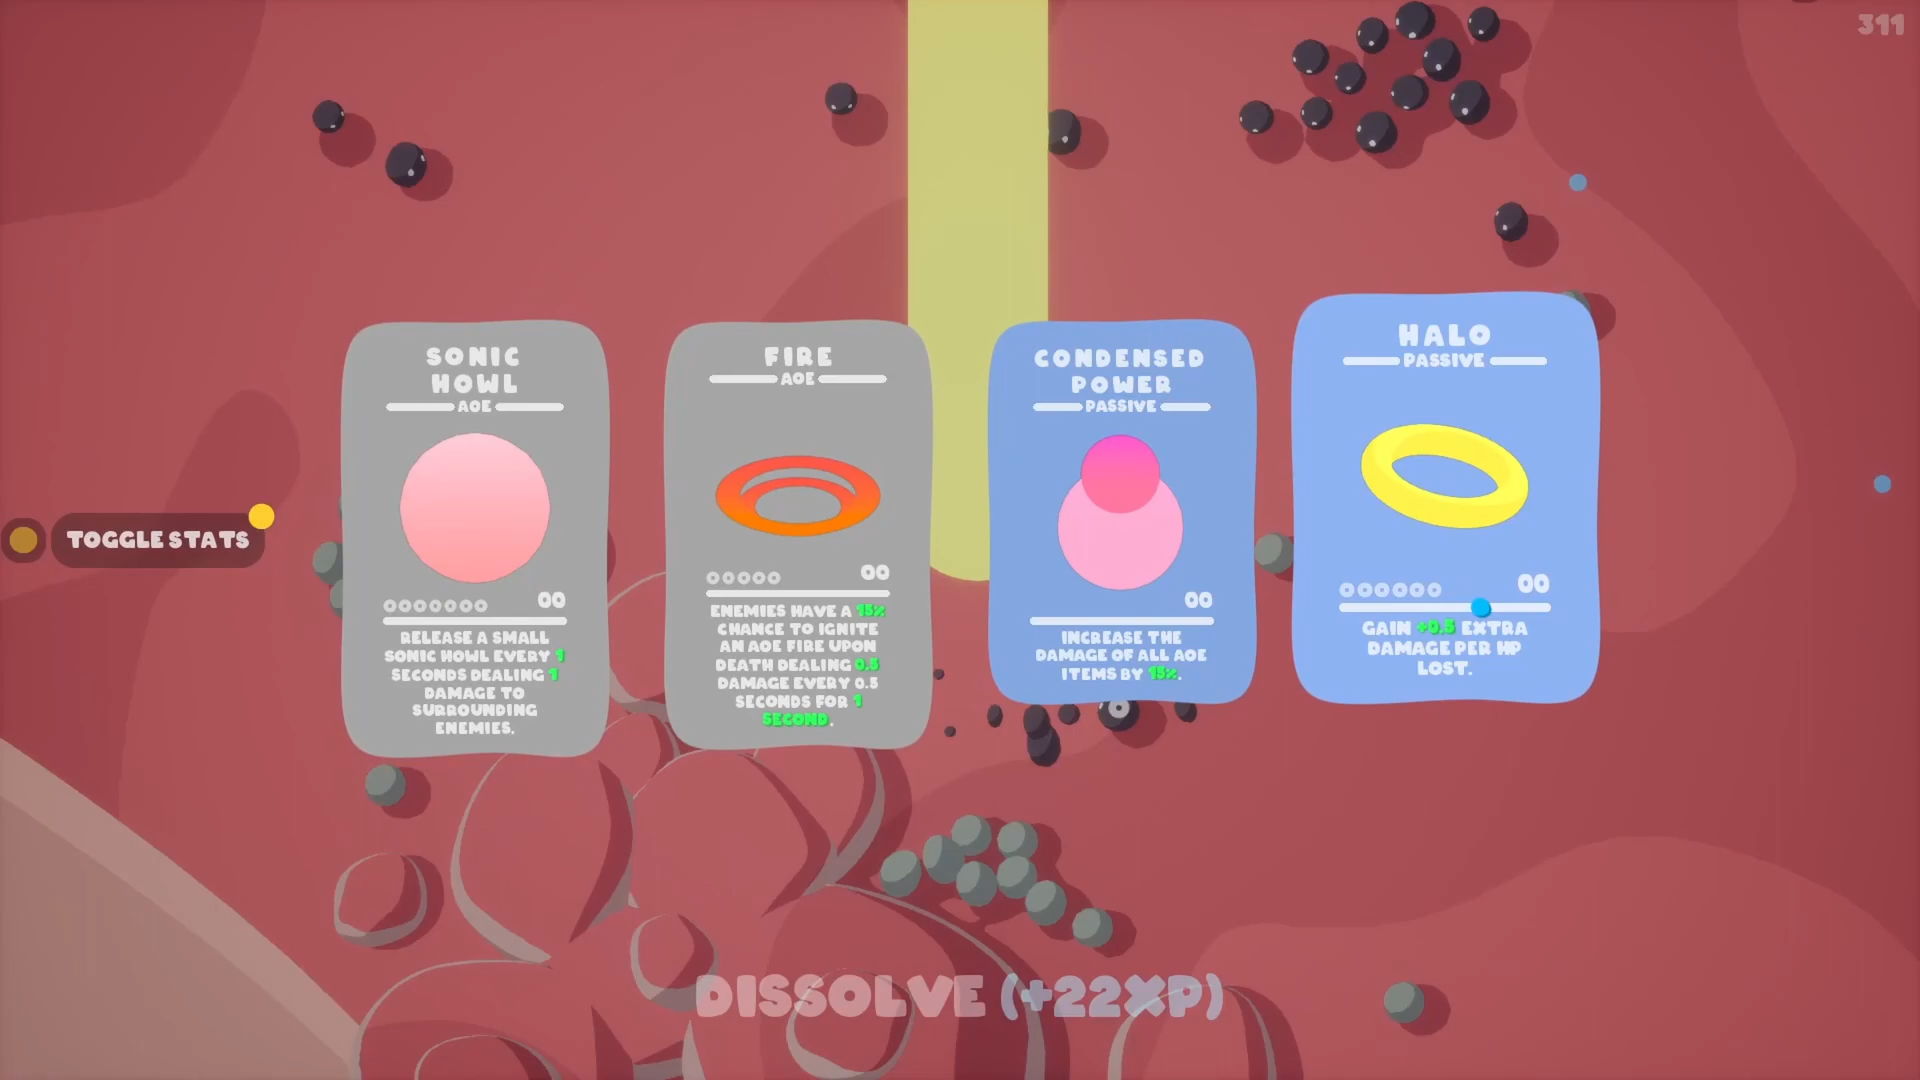 311
SONIC
HOWL
AOE
00
RELEASE A SMALL
SONIC HOWL EVERY 1
SECONDS DEALING 1
DAMAGE TO
SURROUNDING
ENEMIES.
FIRE
AOE
00
ENEMIES HAVE A 15%
CHANCE TO IGNITE
AN AOE FIRE UPON
DEATH DEALING 0.5
DAMAGE EVERY 0.5
SECONDS FOR 1
SECOND.
CONDENSED
POWER
PASSIVE
00
INCREASE THE
DAMAGE OF ALL AOE
ITEMS BY 15%.
HALO
PASSIVE
00
GAIN +0.5 EXTRA
DAMAGE PER HP
LOST.
TOGGLE STATS
DISSOLVE (+22XP)